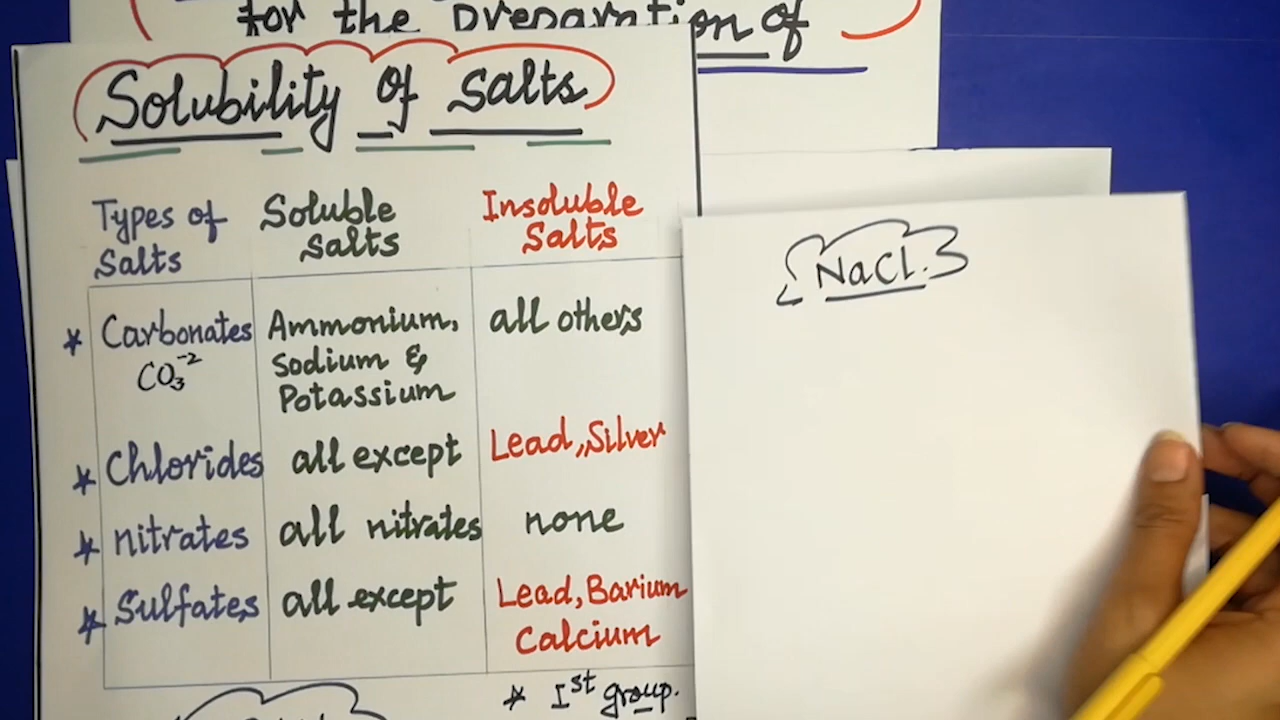 for the Preparation of
Solubility of Salts
Types of Salts
Soluble Salts
Insoluble Salts
* Carbonates CO₃⁻²
Ammonium, Sodium & Potassium
all others
* Chlorides
all except
Lead, Silver
* nitrates
all nitrates
none
* Sulfates
all except
Lead, Barium Calcium
* Ist group.
NaCl.